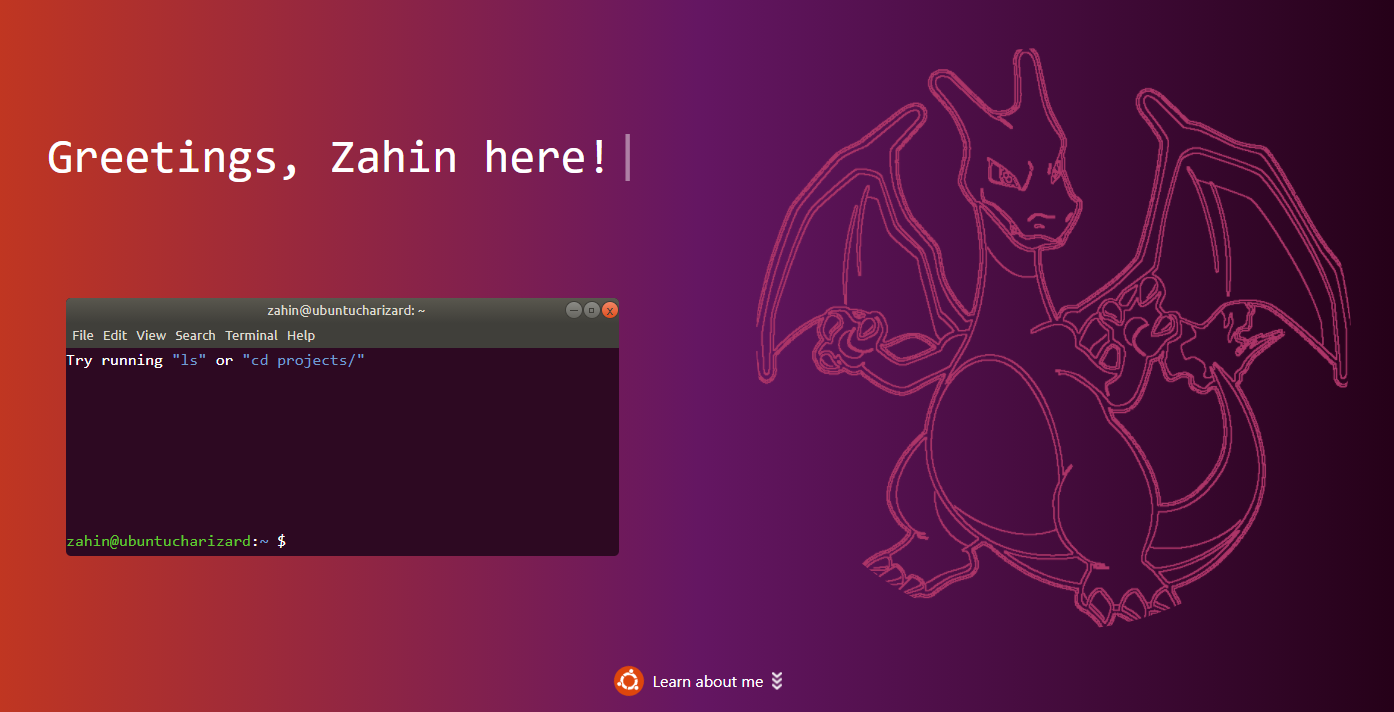 Greetings, Zahin here!
zahin@ubuntucharizard: ~
File Edit View Search Terminal Help
Try running "ls" or "cd projects/"
zahin@ubuntucharizard:~ $
Learn about me